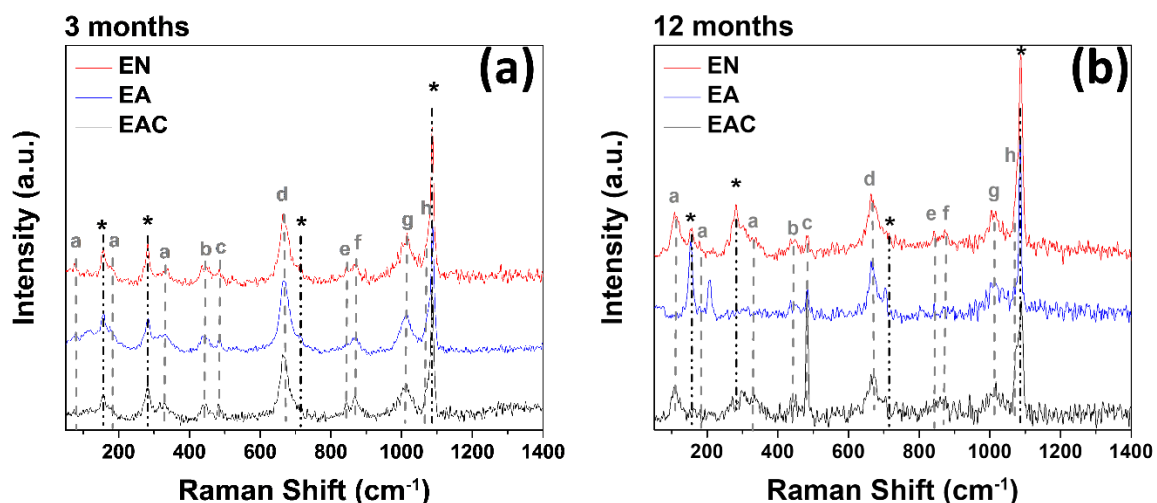 3 months
(a)
EN
EA
EAC
*
*
*
*
a
a
a
b
c
d
e
f
g
h
Intensity (a.u.)
200 400 600 800 1000 1200 1400
Raman Shift (cm⁻¹)
12 months
(b)
EN
EA
EAC
*
*
*
*
a
a
a
b
c
d
e
f
g
h
Intensity (a.u.)
200 400 600 800 1000 1200 1400
Raman Shift (cm⁻¹)